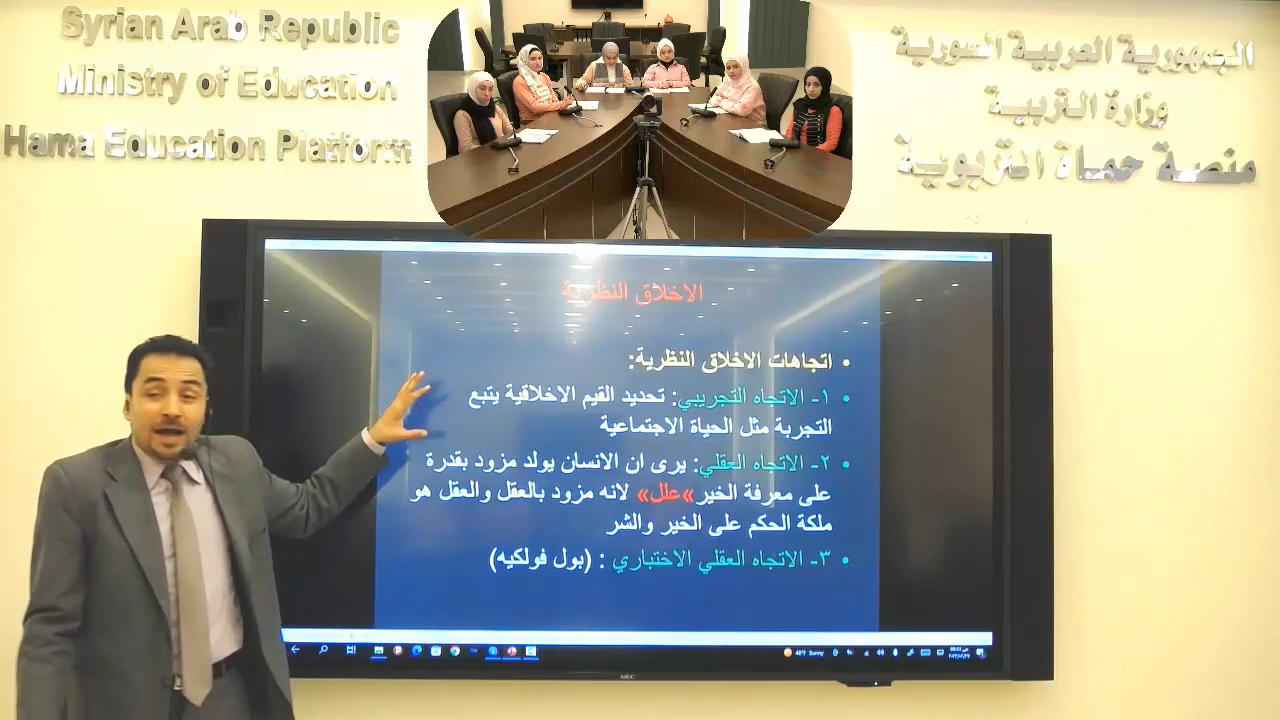 Syrian Arab Republic
Ministry of Education
Hama Education Platform
الجمهورية العربية السورية
وزارة التربية
منصة حماة التربوية
الاخلاق النظرية
• اتجاهات الاخلاق النظرية:
• ١- الاتجاه التجريبي: تحديد القيم الاخلاقية يتبع
التجربة مثل الحياة الاجتماعية
• ٢- الاتجاه العقلي: يرى ان الانسان يولد مزود بقدرة
على معرفة الخير »علل» لانه مزود بالعقل والعقل هو
ملكة الحكم على الخير والشر
• ٣- الاتجاه العقلي الاختباري : (بول فولكيه)
48°F Sunny
NEC